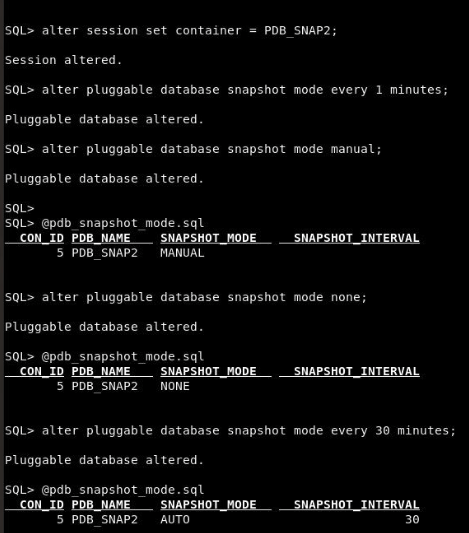 SQL> alter session set container = PDB_SNAP2;
Session altered.
SQL> alter pluggable database snapshot mode every 1 minutes;
Pluggable database altered.
SQL> alter pluggable database snapshot mode manual;
Pluggable database altered.
SQL>
SQL> @pdb_snapshot_mode.sql
CON_ID PDB_NAME SNAPSHOT_MODE SNAPSHOT_INTERVAL
5 PDB_SNAP2 MANUAL
SQL> alter pluggable database snapshot mode none;
Pluggable database altered.
SQL> @pdb_snapshot_mode.sql
CON_ID PDB_NAME SNAPSHOT_MODE SNAPSHOT_INTERVAL
5 PDB_SNAP2 NONE
SQL> alter pluggable database snapshot mode every 30 minutes;
Pluggable database altered.
SQL> @pdb_snapshot_mode.sql
CON_ID PDB_NAME SNAPSHOT_MODE SNAPSHOT_INTERVAL
5 PDB_SNAP2 AUTO 30